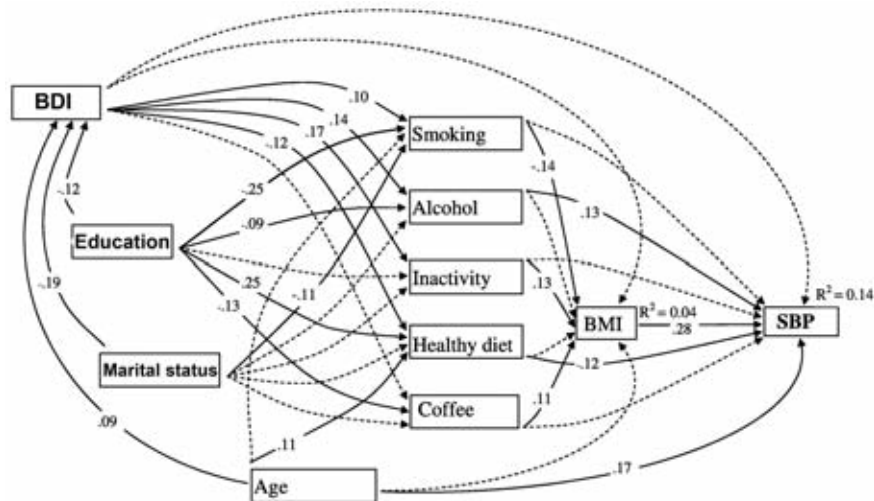 BDI
.10
.14
.17
-.12
Smoking
-.14
-.12
-.25
Alcohol
.13
-.09
Education
Inactivity
.25
-.13
-.11
.13
R² = 0.14
R² = 0.04
-.19
BMI
.28
SBP
Healthy diet
-.12
Marital status
Coffee
.11
.09
.11
Age
.17